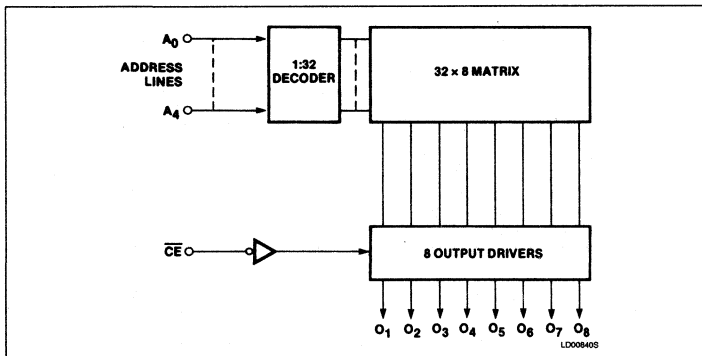 A0
ADDRESS
LINES
A4
1:32
DECODER
32 × 8 MATRIX
CE
8 OUTPUT DRIVERS
O1 O2 O3 O4 O5 O6 O7 O8
LD00840S